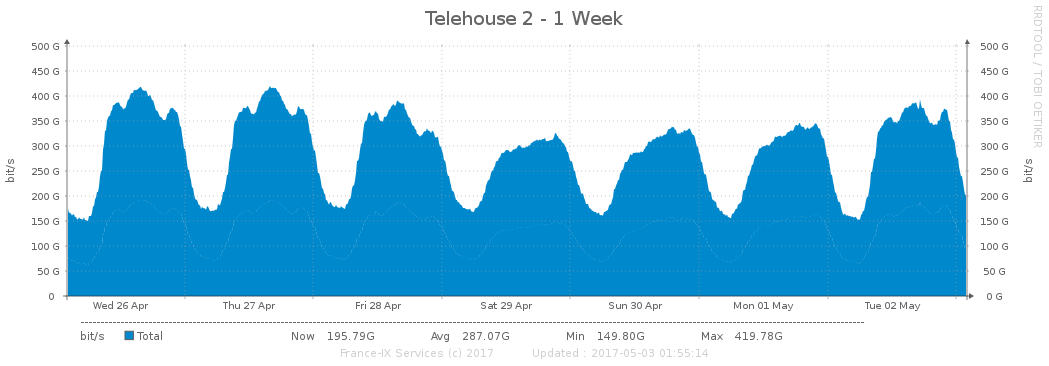 Telehouse 2 - 1 Week
RRDTOOL / TOBI OETIKER
500 G 500 G
450 G 450 G
400 G 400 G
350 G 350 G
300 G 300 G
250 G 250 G
200 G 200 G
150 G 150 G
100 G 100 G
50 G 50 G
0 0 G
bit/s
bit/s
Wed 26 Apr Thu 27 Apr Fri 28 Apr Sat 29 Apr Sun 30 Apr Mon 01 May Tue 02 May
bit/s Total Now 195.79G Avg 287.07G Min 149.80G Max 419.78G
France-IX Services (c) 2017 Updated : 2017-05-03 01:55:14